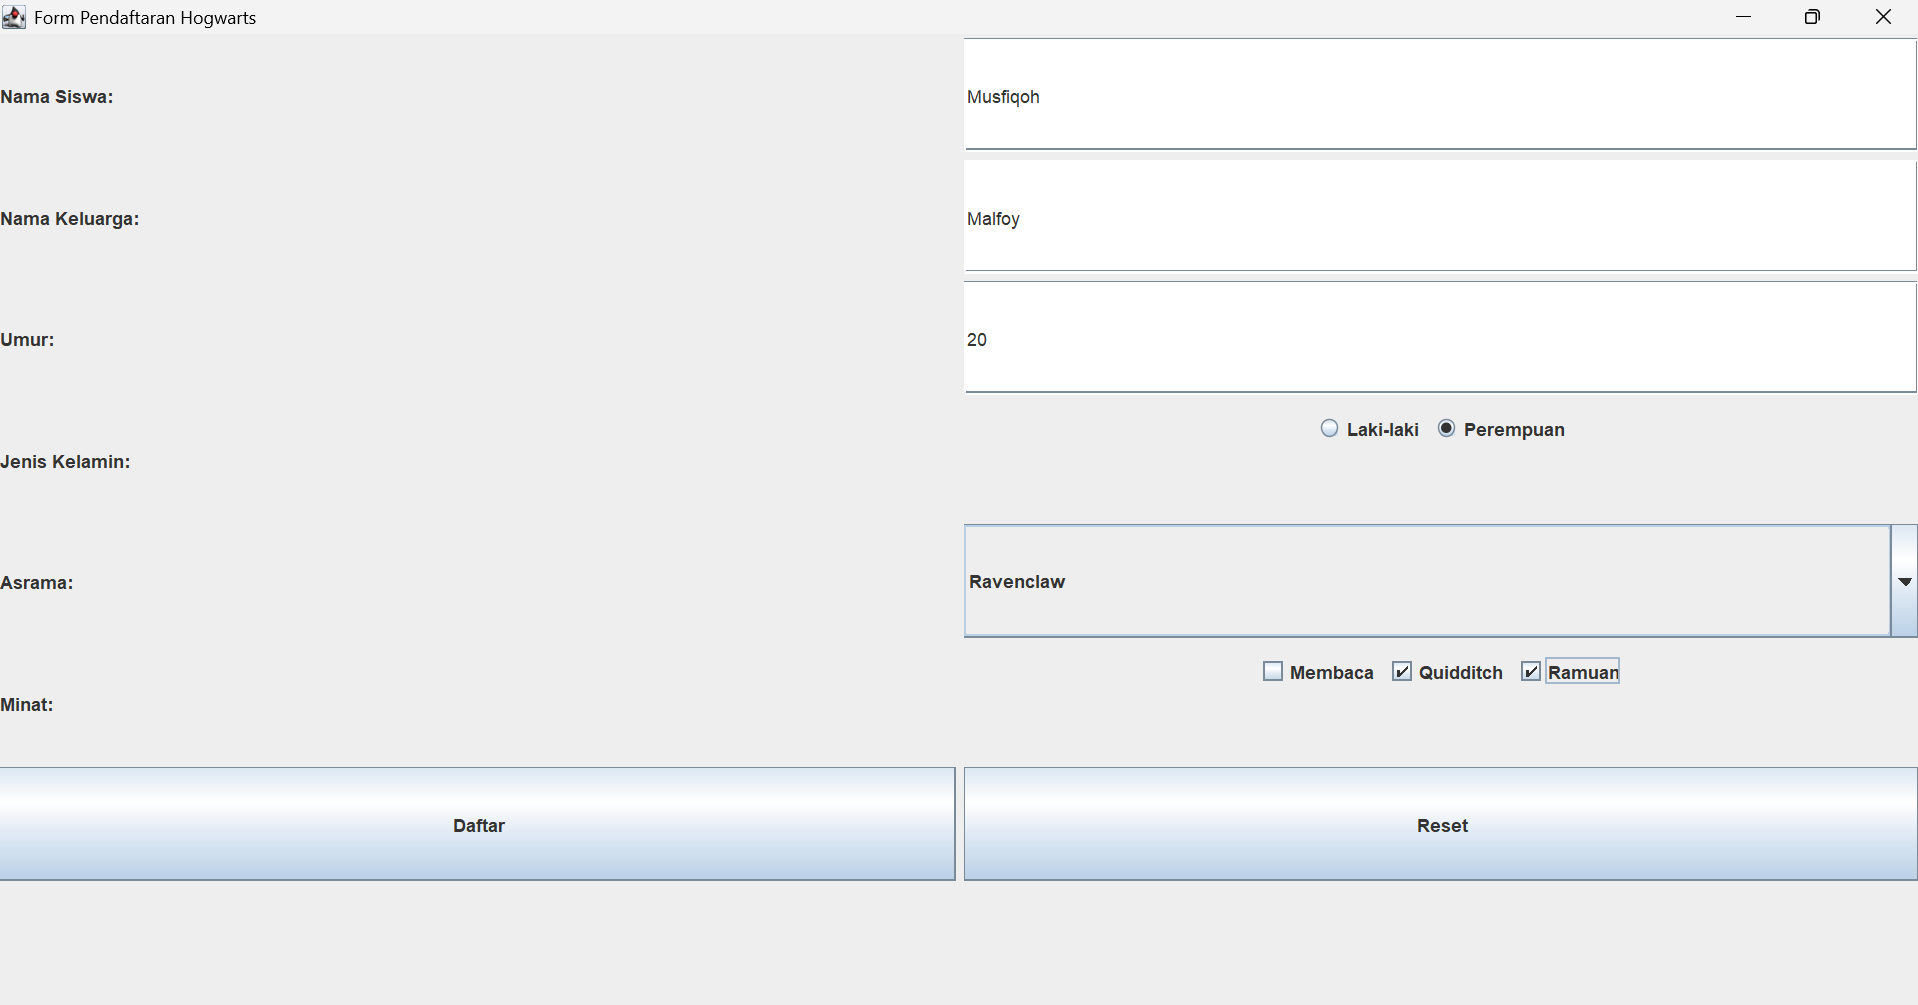 Form Pendaftaran Hogwarts
Nama Siswa: Musfiqoh
Nama Keluarga: Malfoy
Umur: 20
Jenis Kelamin: Laki-laki Perempuan
Asrama: Ravenclaw
Minat: Membaca Quidditch Ramuan
Daftar Reset